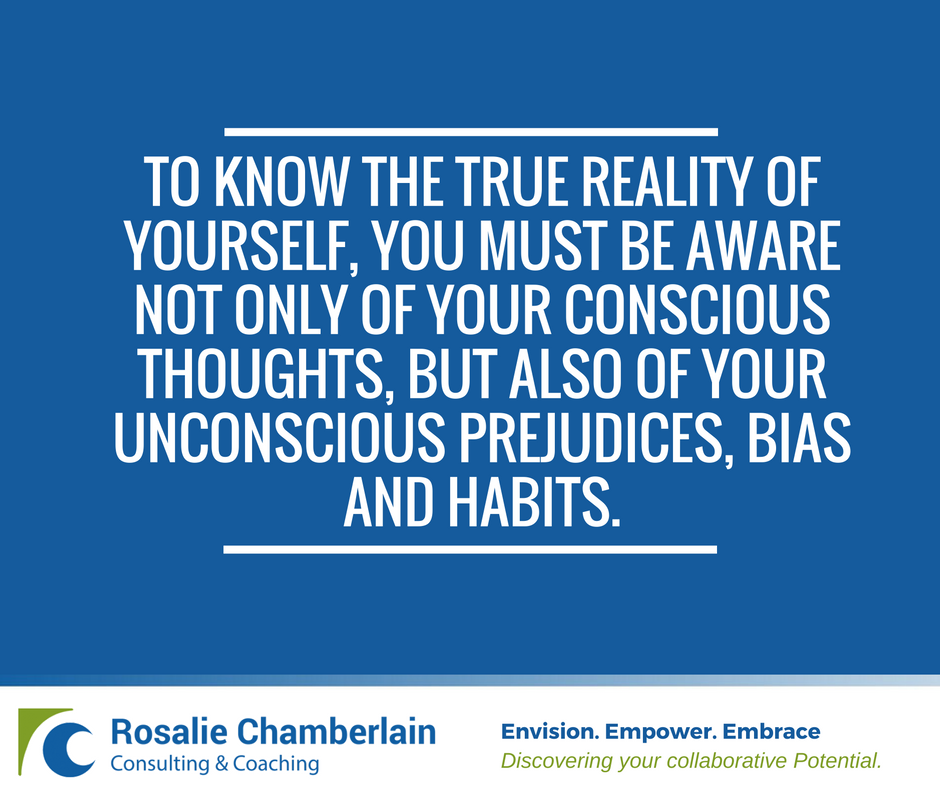 TO KNOW THE TRUE REALITY OF
YOURSELF, YOU MUST BE AWARE
NOT ONLY OF YOUR CONSCIOUS
THOUGHTS, BUT ALSO OF YOUR
UNCONSCIOUS PREJUDICES, BIAS
AND HABITS.
Rosalie Chamberlain
Consulting & Coaching
Envision. Empower. Embrace
Discovering your collaborative Potential.